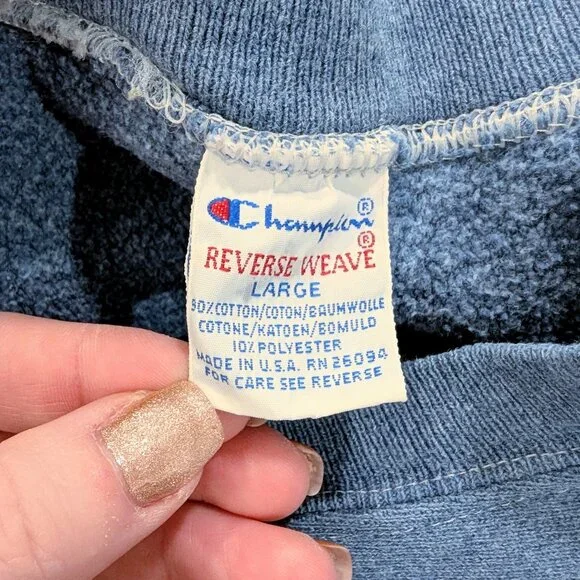 Champion®
REVERSE WEAVE®
LARGE
90% COTTON/COTON/BAUMWOLLE
COTONE/KATOEN/BOMULD
10% POLYESTER
MADE IN U.S.A. RN 26094
FOR CARE SEE REVERSE